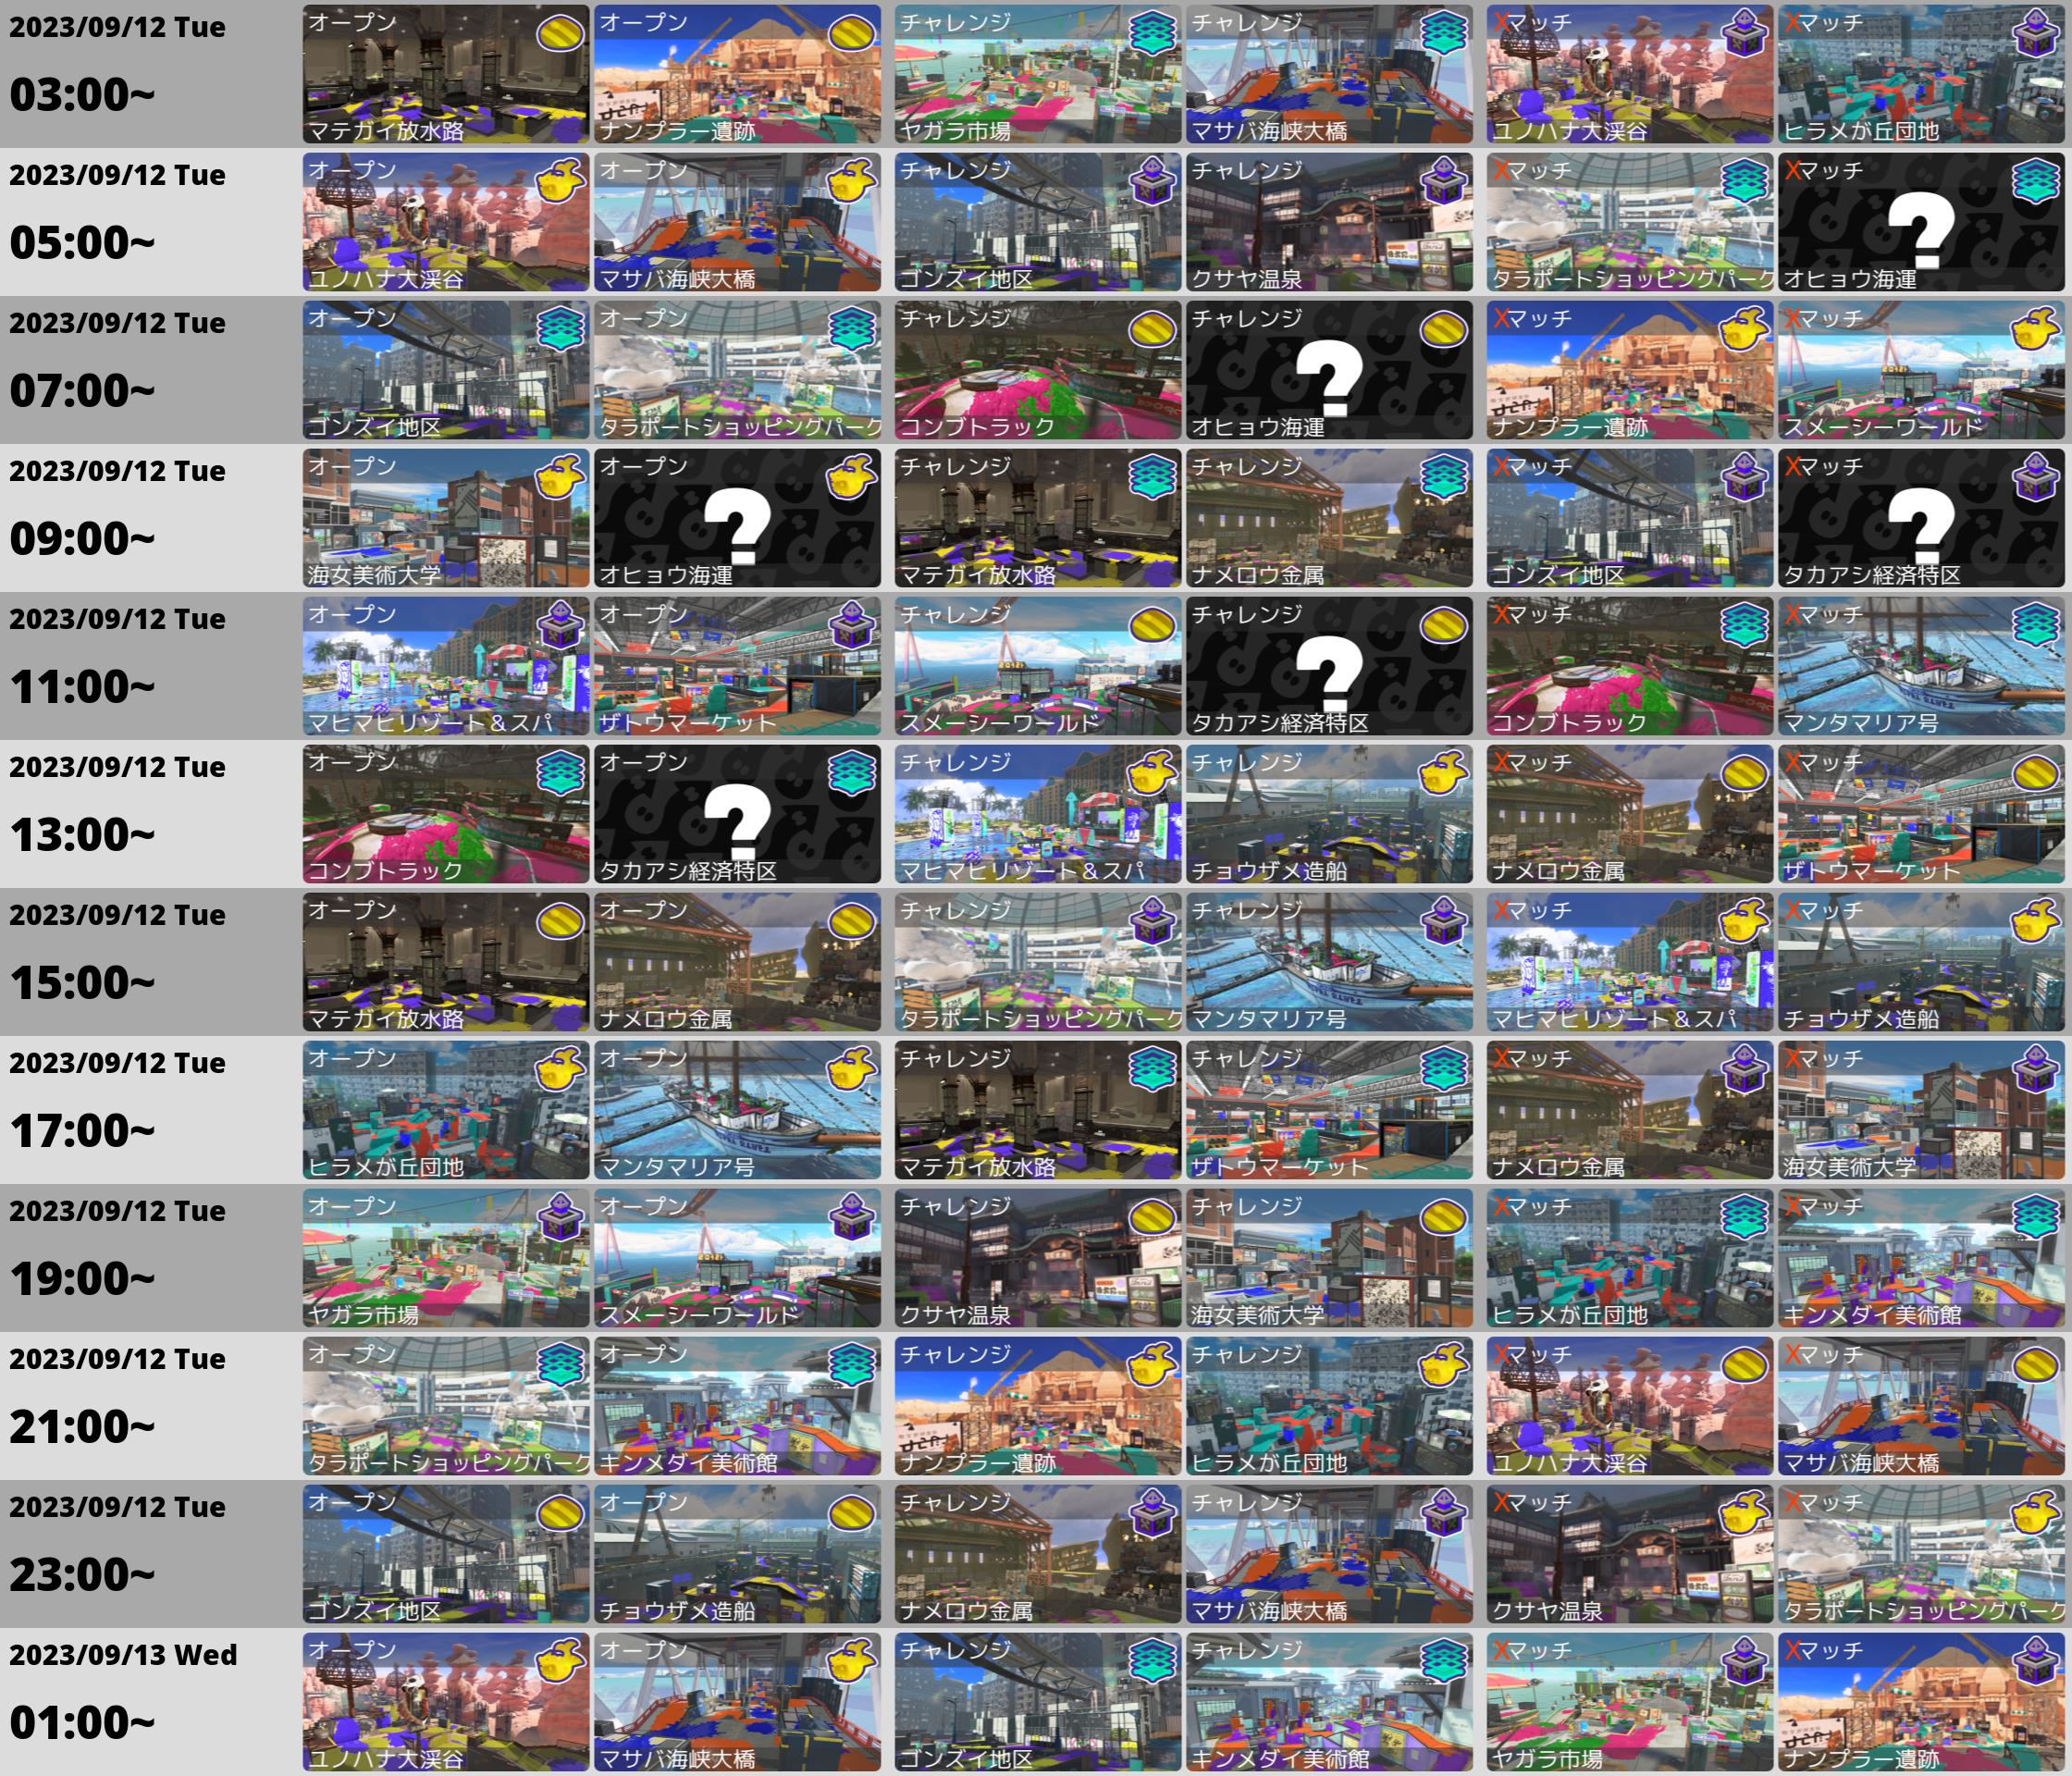 2023/09/12 Tue
03:00~
オープン オープン チャレンジ チャレンジ Xマッチ Xマッチ
マテガイ放水路 ナンプラー遺跡 ヤガラ市場 マサバ海峡大橋 ユノハナ大渓谷 ヒラメが丘団地
2023/09/12 Tue
05:00~
オープン オープン チャレンジ チャレンジ Xマッチ Xマッチ
?
ユノハナ大渓谷 マサバ海峡大橋 ゴンズイ地区 クサヤ温泉 タラポートショッピングパーク オヒョウ海運
2023/09/12 Tue
07:00~
オープン オープン チャレンジ チャレンジ Xマッチ Xマッチ
?
ゴンズイ地区 タラポートショッピングパーク コンブトラック オヒョウ海運 ナンプラー遺跡 スメーシーワールド
2023/09/12 Tue
09:00~
オープン オープン チャレンジ チャレンジ Xマッチ Xマッチ
? ?
海女美術大学 オヒョウ海運 マテガイ放水路 ナメロウ金属 ゴンズイ地区 タカアシ経済特区
2023/09/12 Tue
11:00~
オープン オープン チャレンジ チャレンジ Xマッチ Xマッチ
?
マヒマヒリゾート＆スパ ザトウマーケット スメーシーワールド タカアシ経済特区 コンブトラック マンタマリア号
2023/09/12 Tue
13:00~
オープン オープン チャレンジ チャレンジ Xマッチ Xマッチ
?
コンブトラック タカアシ経済特区 マヒマヒリゾート＆スパ チョウザメ造船 ナメロウ金属 ザトウマーケット
2023/09/12 Tue
15:00~
オープン オープン チャレンジ チャレンジ Xマッチ Xマッチ
マテガイ放水路 ナメロウ金属 タラポートショッピングパーク マンタマリア号 マヒマヒリゾート＆スパ チョウザメ造船
2023/09/12 Tue
17:00~
オープン オープン チャレンジ チャレンジ Xマッチ Xマッチ
ヒラメが丘団地 マンタマリア号 マテガイ放水路 ザトウマーケット ナメロウ金属 海女美術大学
2023/09/12 Tue
19:00~
オープン オープン チャレンジ チャレンジ Xマッチ Xマッチ
ヤガラ市場 スメーシーワールド クサヤ温泉 海女美術大学 ヒラメが丘団地 キンメダイ美術館
2023/09/12 Tue
21:00~
オープン オープン チャレンジ チャレンジ Xマッチ Xマッチ
タラポートショッピングパーク キンメダイ美術館 ナンプラー遺跡 ヒラメが丘団地 ユノハナ大渓谷 マサバ海峡大橋
2023/09/12 Tue
23:00~
オープン オープン チャレンジ チャレンジ Xマッチ Xマッチ
ゴンズイ地区 チョウザメ造船 ナメロウ金属 マサバ海峡大橋 クサヤ温泉 タラポートショッピングパーク
2023/09/13 Wed
01:00~
オープン オープン チャレンジ チャレンジ Xマッチ Xマッチ
ユノハナ大渓谷 マサバ海峡大橋 ゴンズイ地区 キンメダイ美術館 ヤガラ市場 ナンプラー遺跡